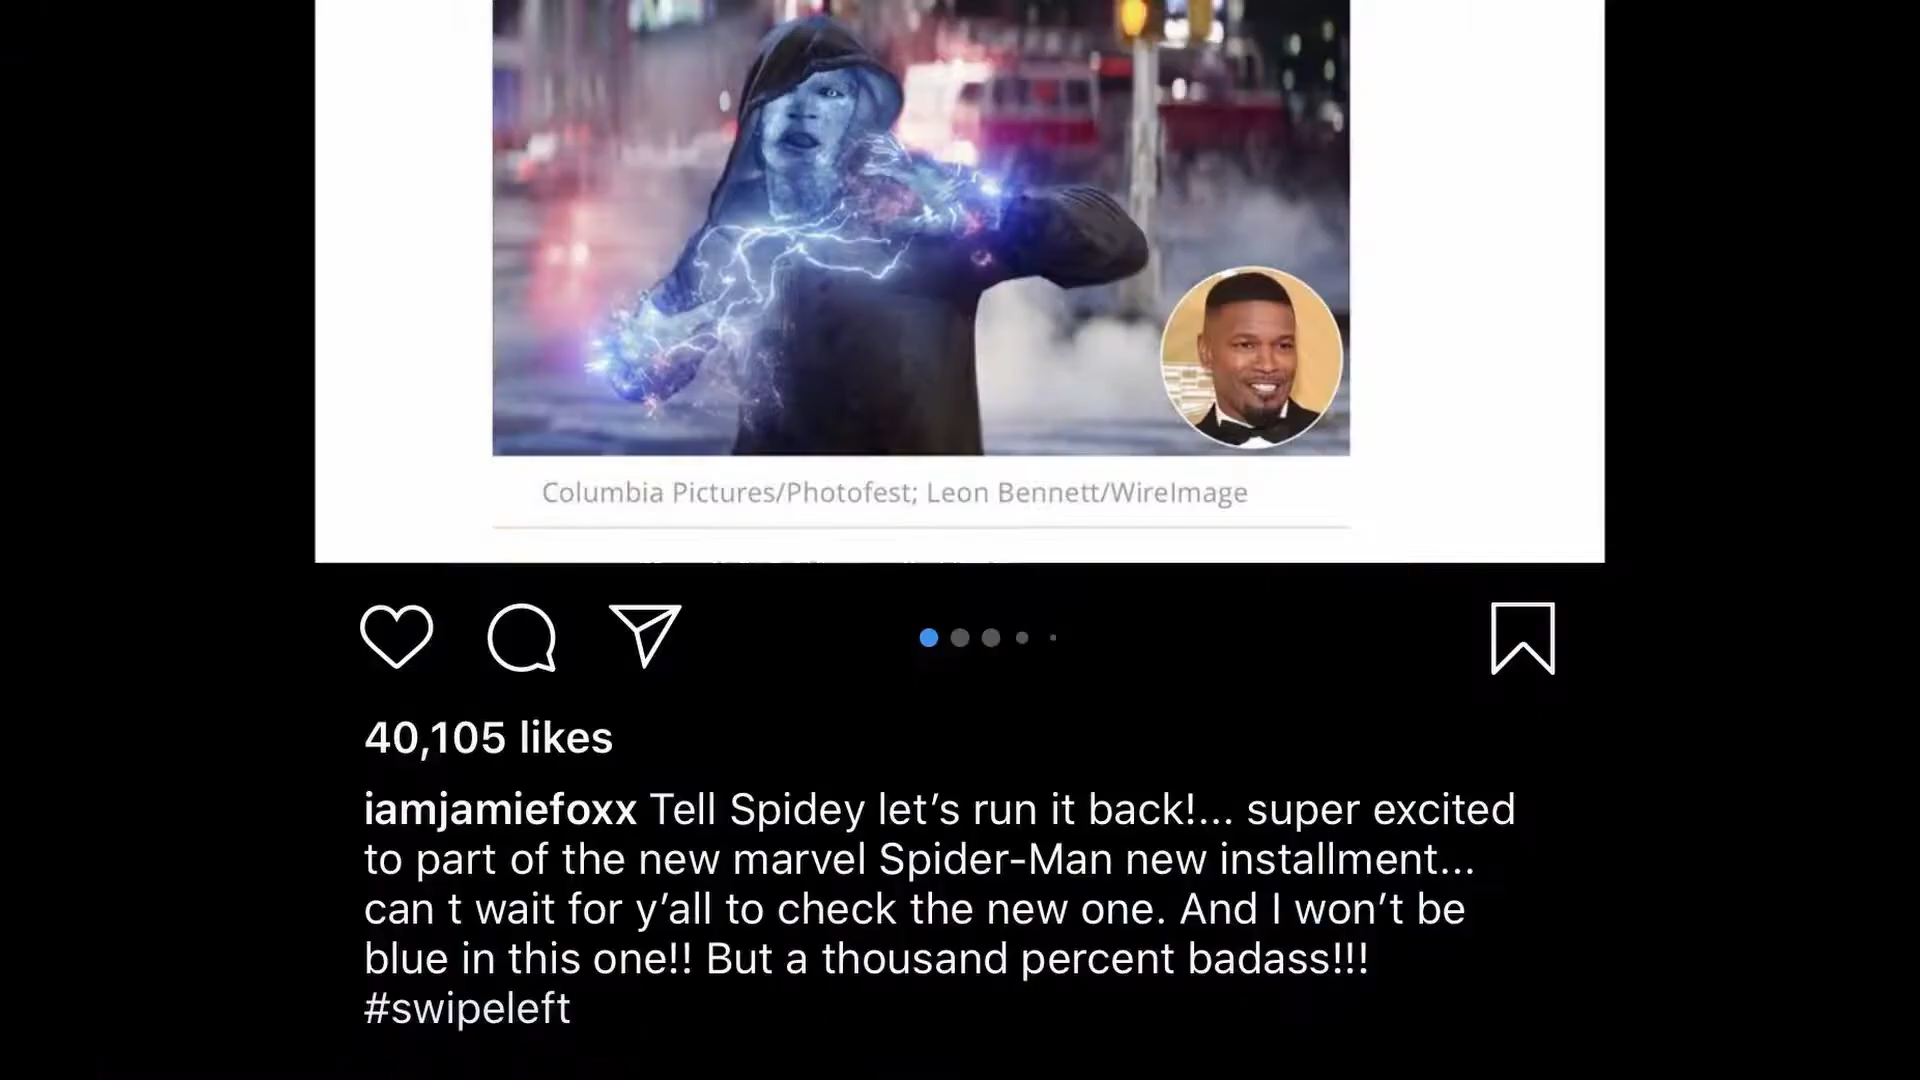 Columbia Pictures/Photofest; Leon Bennett/WireImage
40,105 likes
iamjamiefoxx Tell Spidey let’s run it back!... super excited
to part of the new marvel Spider-Man new installment...
can t wait for y’all to check the new one. And I won’t be
blue in this one!! But a thousand percent badass!!!
#swipeleft